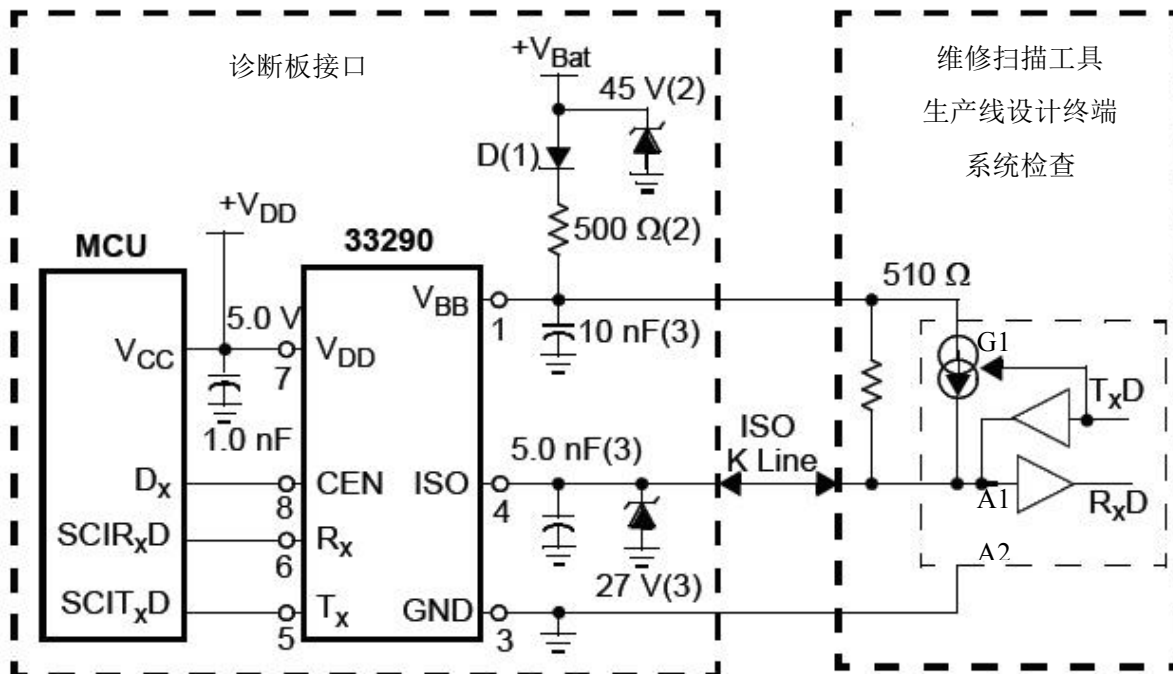 诊断板接口
+VBat
45 V(2)
D(1)
500 Ω(2)
+VDD
MCU
33290
VBB
1
10 nF(3)
5.0 V
VCC
7
VDD
1.0 nF
DX
8
CEN
ISO
4
5.0 nF(3)
ISO
K Line
SCIRXD
6
RX
27 V(3)
SCITXD
5
TX
GND
3
维修扫描工具
生产线设计终端
系统检查
510 Ω
G1
TXD
A1
RXD
A2